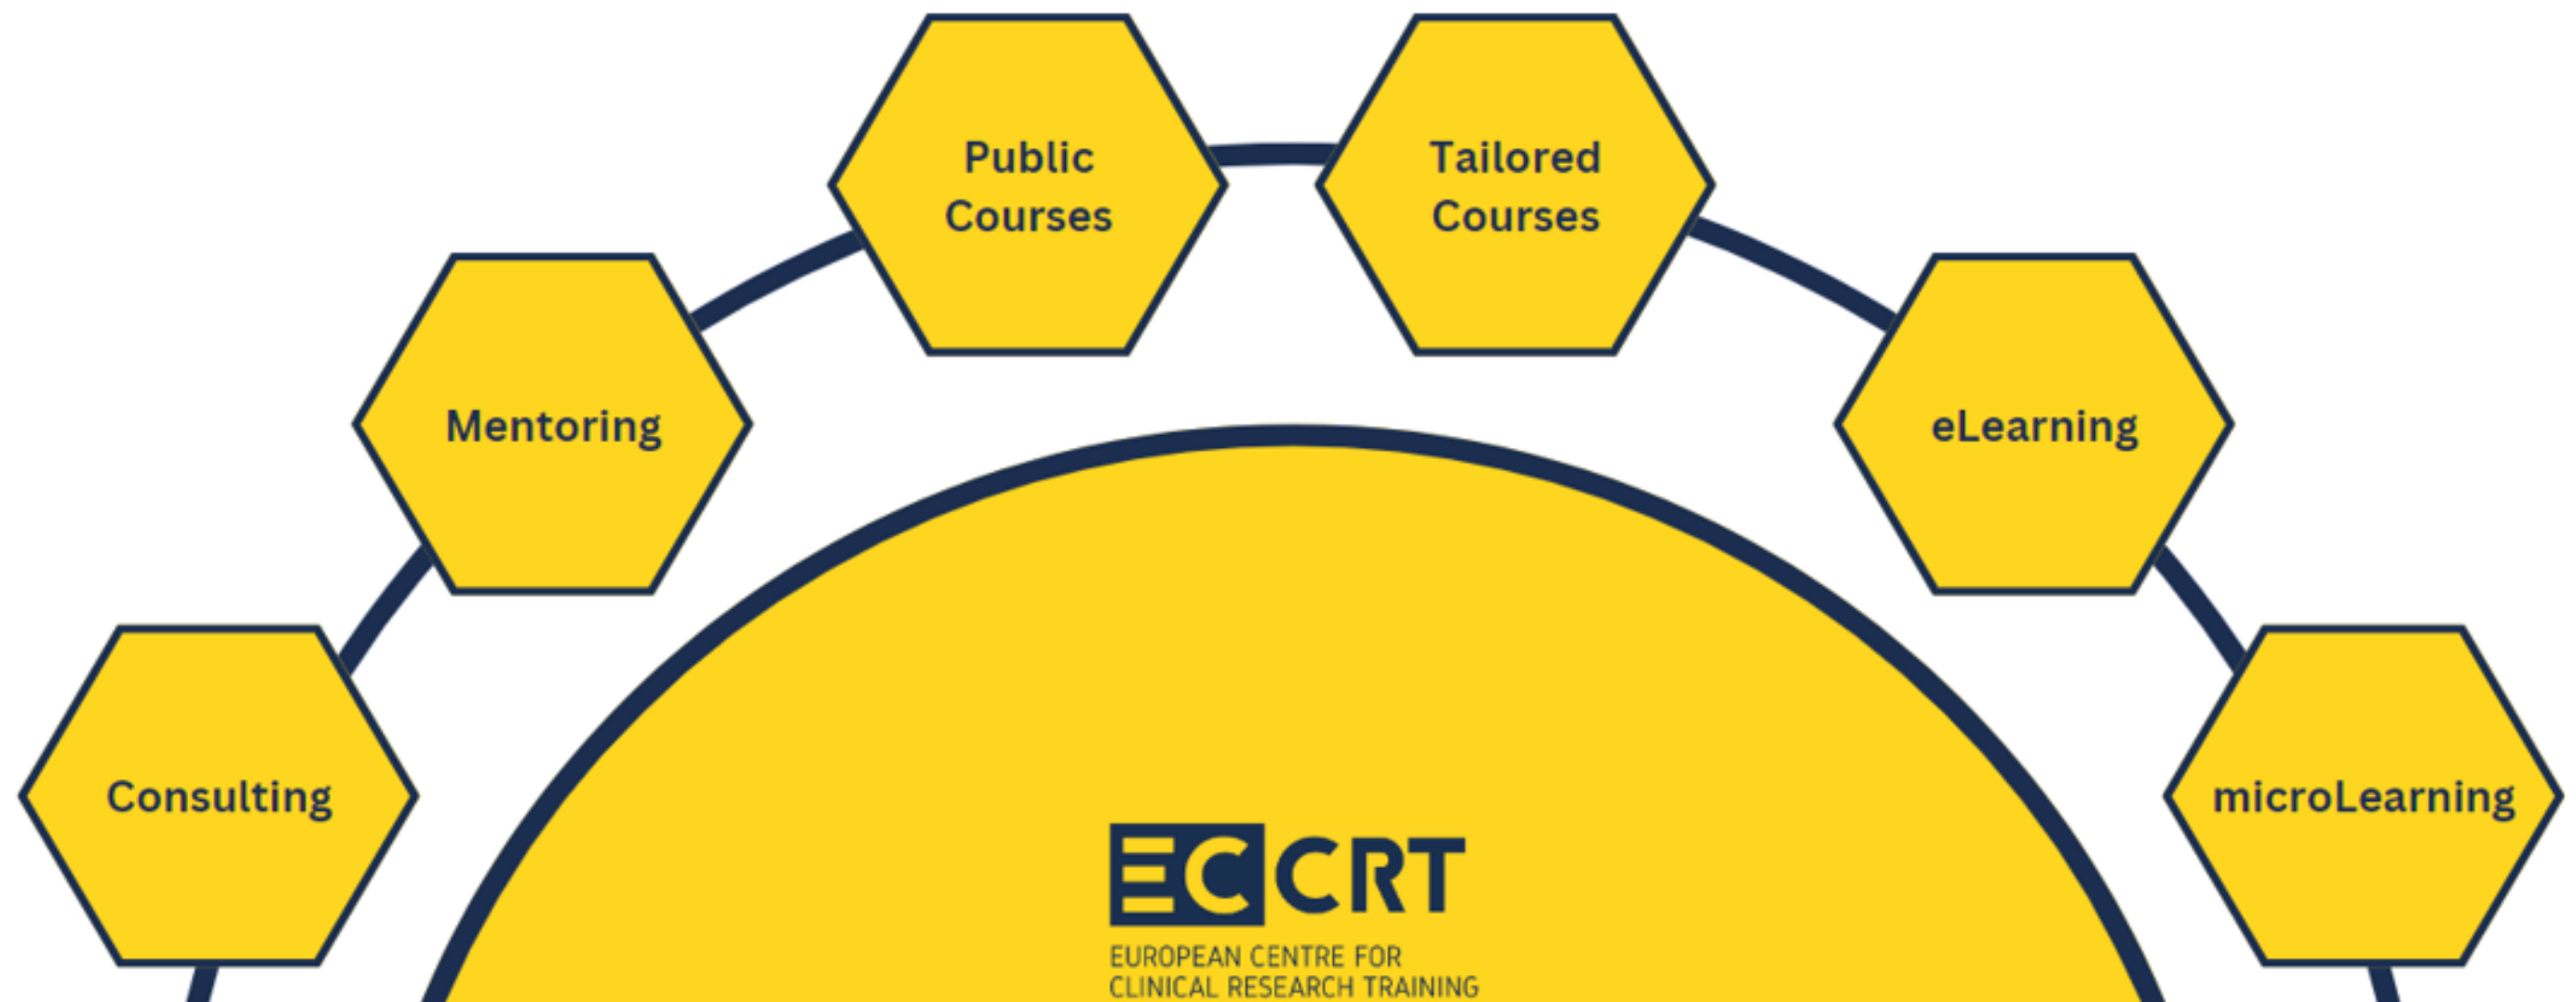 Public
Courses
Tailored
Courses
Mentoring
eLearning
Consulting
microLearning
ECCRT
EUROPEAN CENTRE FOR
CLINICAL RESEARCH TRAINING